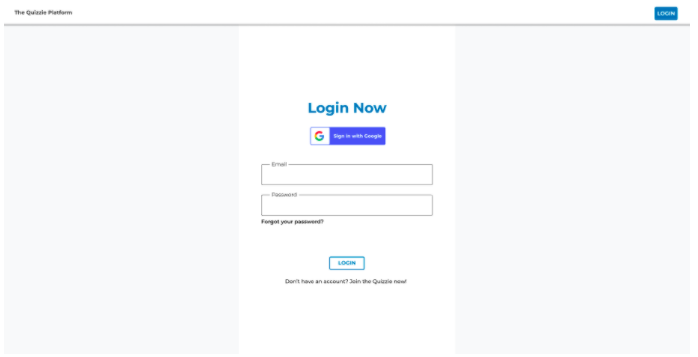 The Quizzle Platform
LOGIN
Login Now
Sign in with Google
Email
Password
Forgot your password?
LOGIN
Don't have an account? Join the Quizzle now!